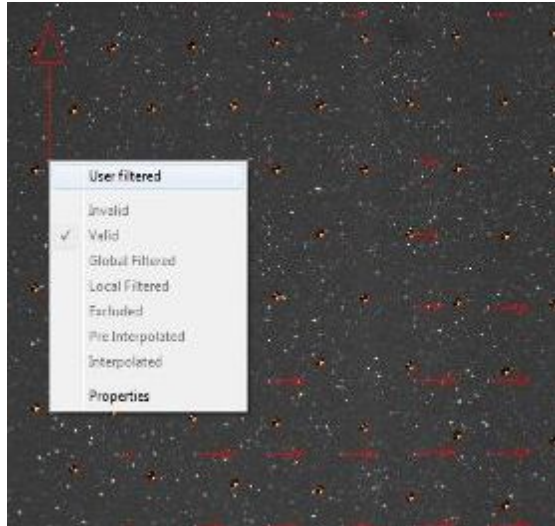 User filtered
Invalid
Valid
Global Filtered
Local Filtered
Excluded
Pre Interpolated
Interpolated
Properties